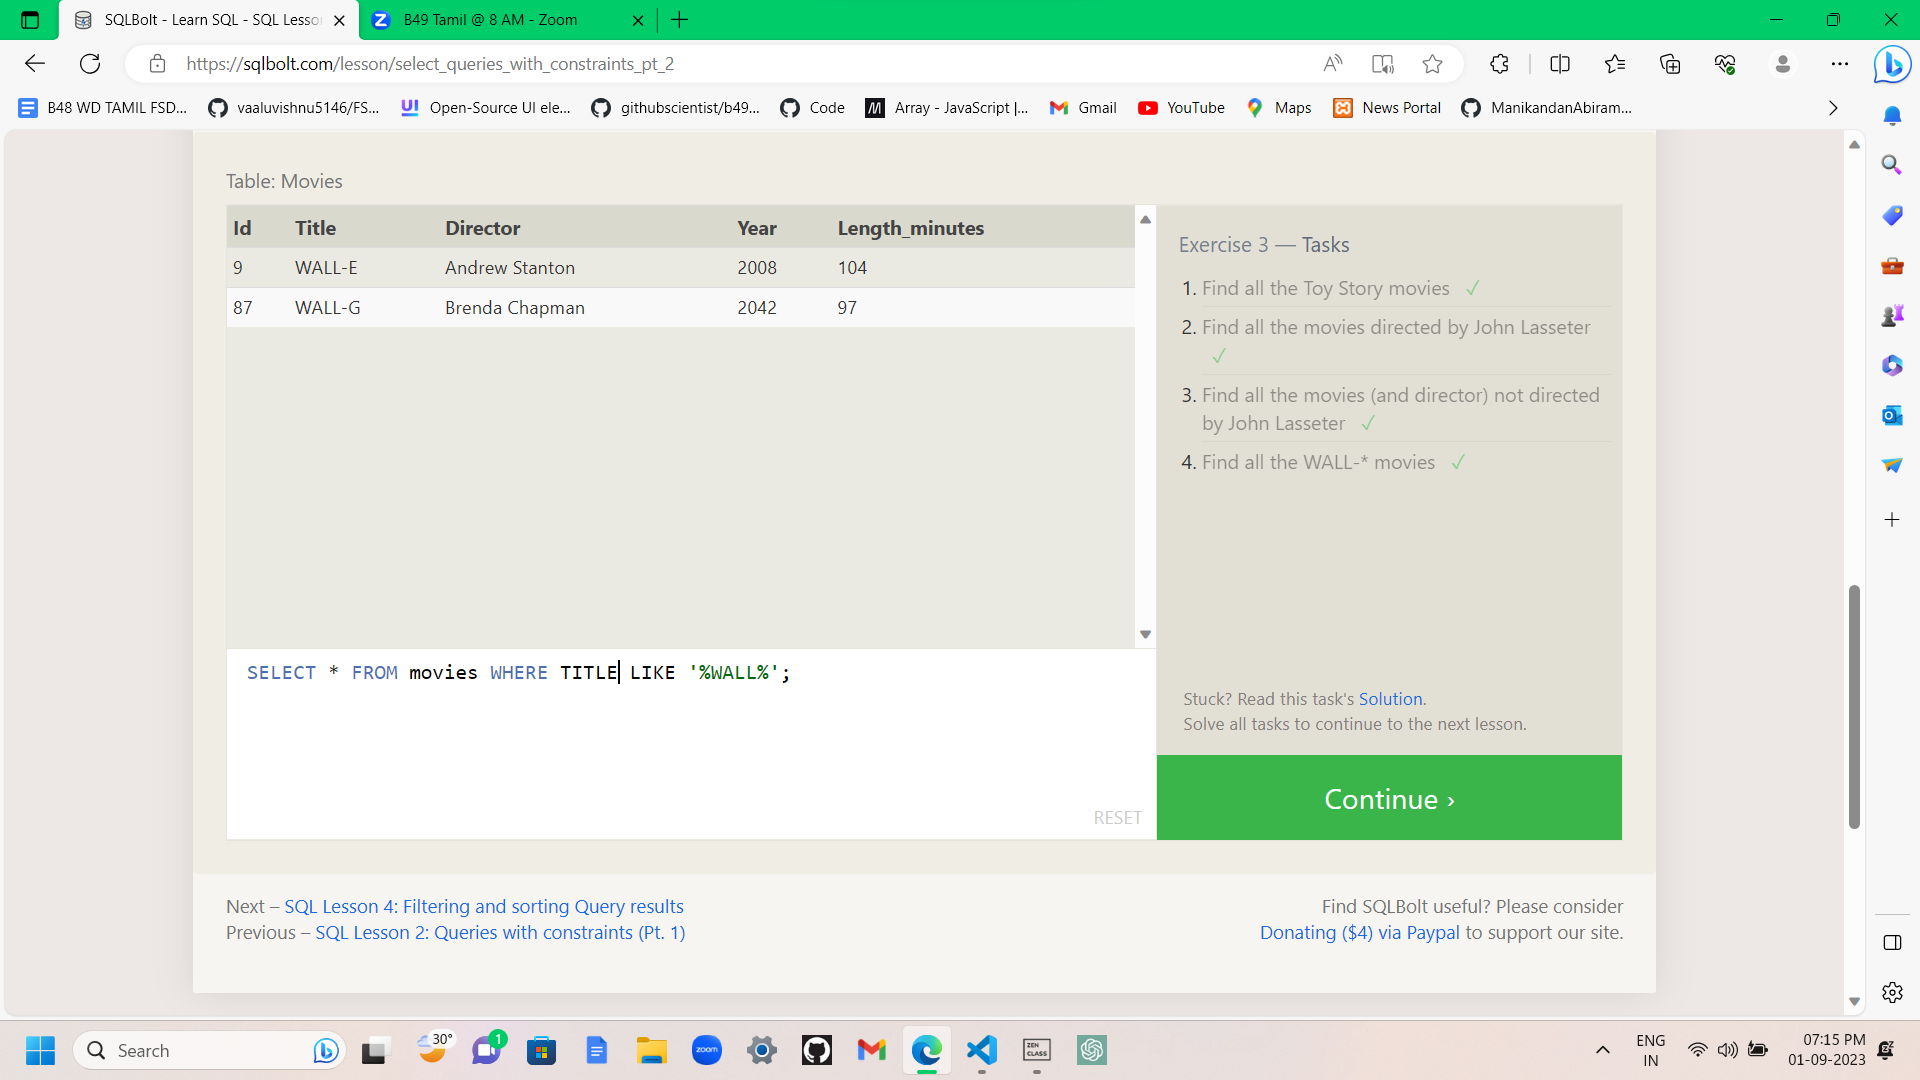 SQLBolt - Learn SQL - SQL Lesso
B49 Tamil @ 8 AM - Zoom
https://sqlbolt.com/lesson/select_queries_with_constraints_pt_2
B48 WD TAMIL FSD...
vaaluvishnu5146/FS...
Open-Source UI ele...
githubscientist/b49...
Code
Array - JavaScript |...
Gmail
YouTube
Maps
News Portal
ManikandanAbiram...
Table: Movies
Id Title Director Year Length_minutes
9 WALL-E Andrew Stanton 2008 104
87 WALL-G Brenda Chapman 2042 97
SELECT * FROM movies WHERE TITLE LIKE '%WALL%';
RESET
Exercise 3 — Tasks
1. Find all the Toy Story movies ✓
2. Find all the movies directed by John Lasseter
✓
3. Find all the movies (and director) not directed
by John Lasseter ✓
4. Find all the WALL-* movies ✓
Stuck? Read this task's Solution.
Solve all tasks to continue to the next lesson.
Continue ›
Next – SQL Lesson 4: Filtering and sorting Query results
Previous – SQL Lesson 2: Queries with constraints (Pt. 1)
Find SQLBolt useful? Please consider
Donating ($4) via Paypal to support our site.
Search
30°
1
zoom
ZEN
CLASS
ENG
IN
07:15 PM
01-09-2023